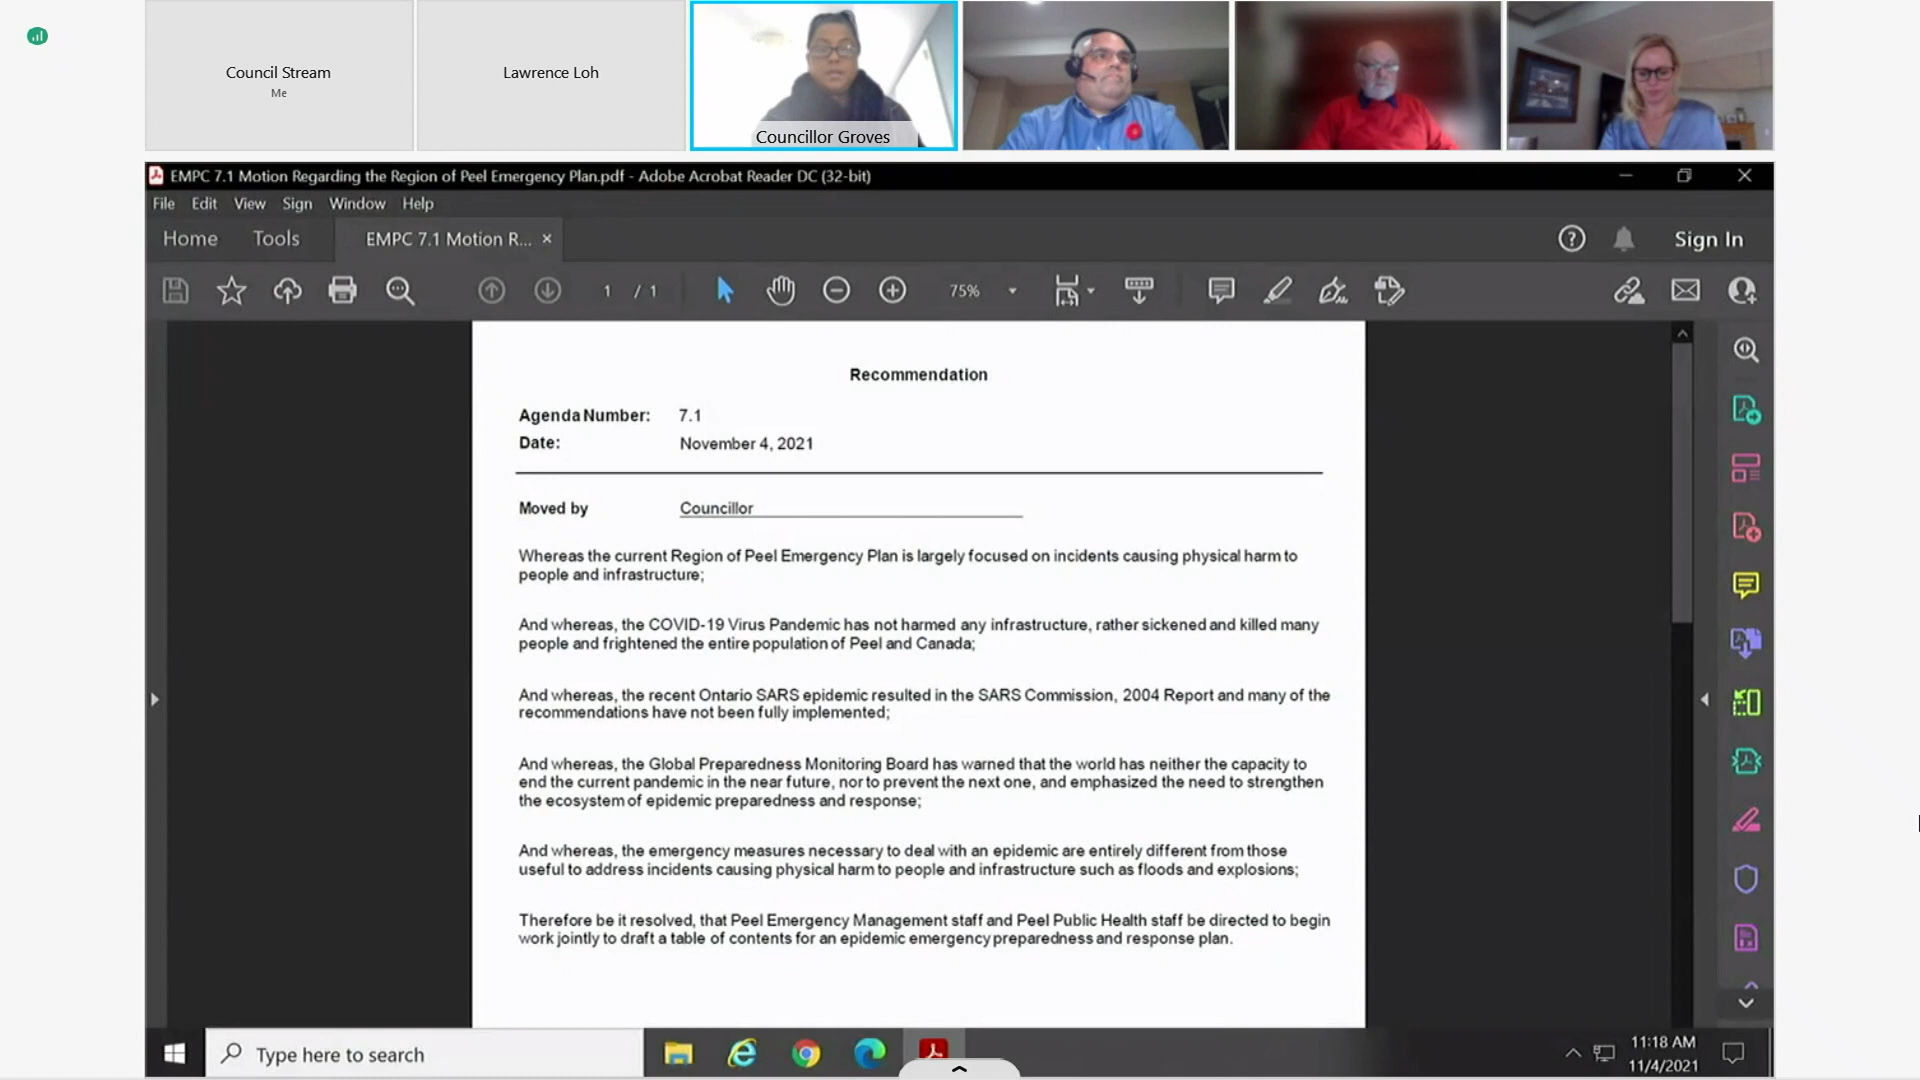 Council Stream
Me
Lawrence Loh
Councillor Groves
EMPC 7.1 Motion Regarding the Region of Peel Emergency Plan.pdf - Adobe Acrobat Reader DC (32-bit)
File Edit View Sign Window Help
Home Tools EMPC 7.1 Motion R... × Sign In
1 / 1 75%
Recommendation
Agenda Number: 7.1
Date: November 4, 2021
Moved by Councillor
Whereas the current Region of Peel Emergency Plan is largely focused on incidents causing physical harm to
people and infrastructure;
And whereas, the COVID-19 Virus Pandemic has not harmed any infrastructure, rather sickened and killed many
people and frightened the entire population of Peel and Canada;
And whereas, the recent Ontario SARS epidemic resulted in the SARS Commission, 2004 Report and many of the
recommendations have not been fully implemented;
And whereas, the Global Preparedness Monitoring Board has warned that the world has neither the capacity to
end the current pandemic in the near future, nor to prevent the next one, and emphasized the need to strengthen
the ecosystem of epidemic preparedness and response;
And whereas, the emergency measures necessary to deal with an epidemic are entirely different from those
useful to address incidents causing physical harm to people and infrastructure such as floods and explosions;
Therefore be it resolved, that Peel Emergency Management staff and Peel Public Health staff be directed to begin
work jointly to draft a table of contents for an epidemic emergency preparedness and response plan.
Type here to search
11:18 AM
11/4/2021